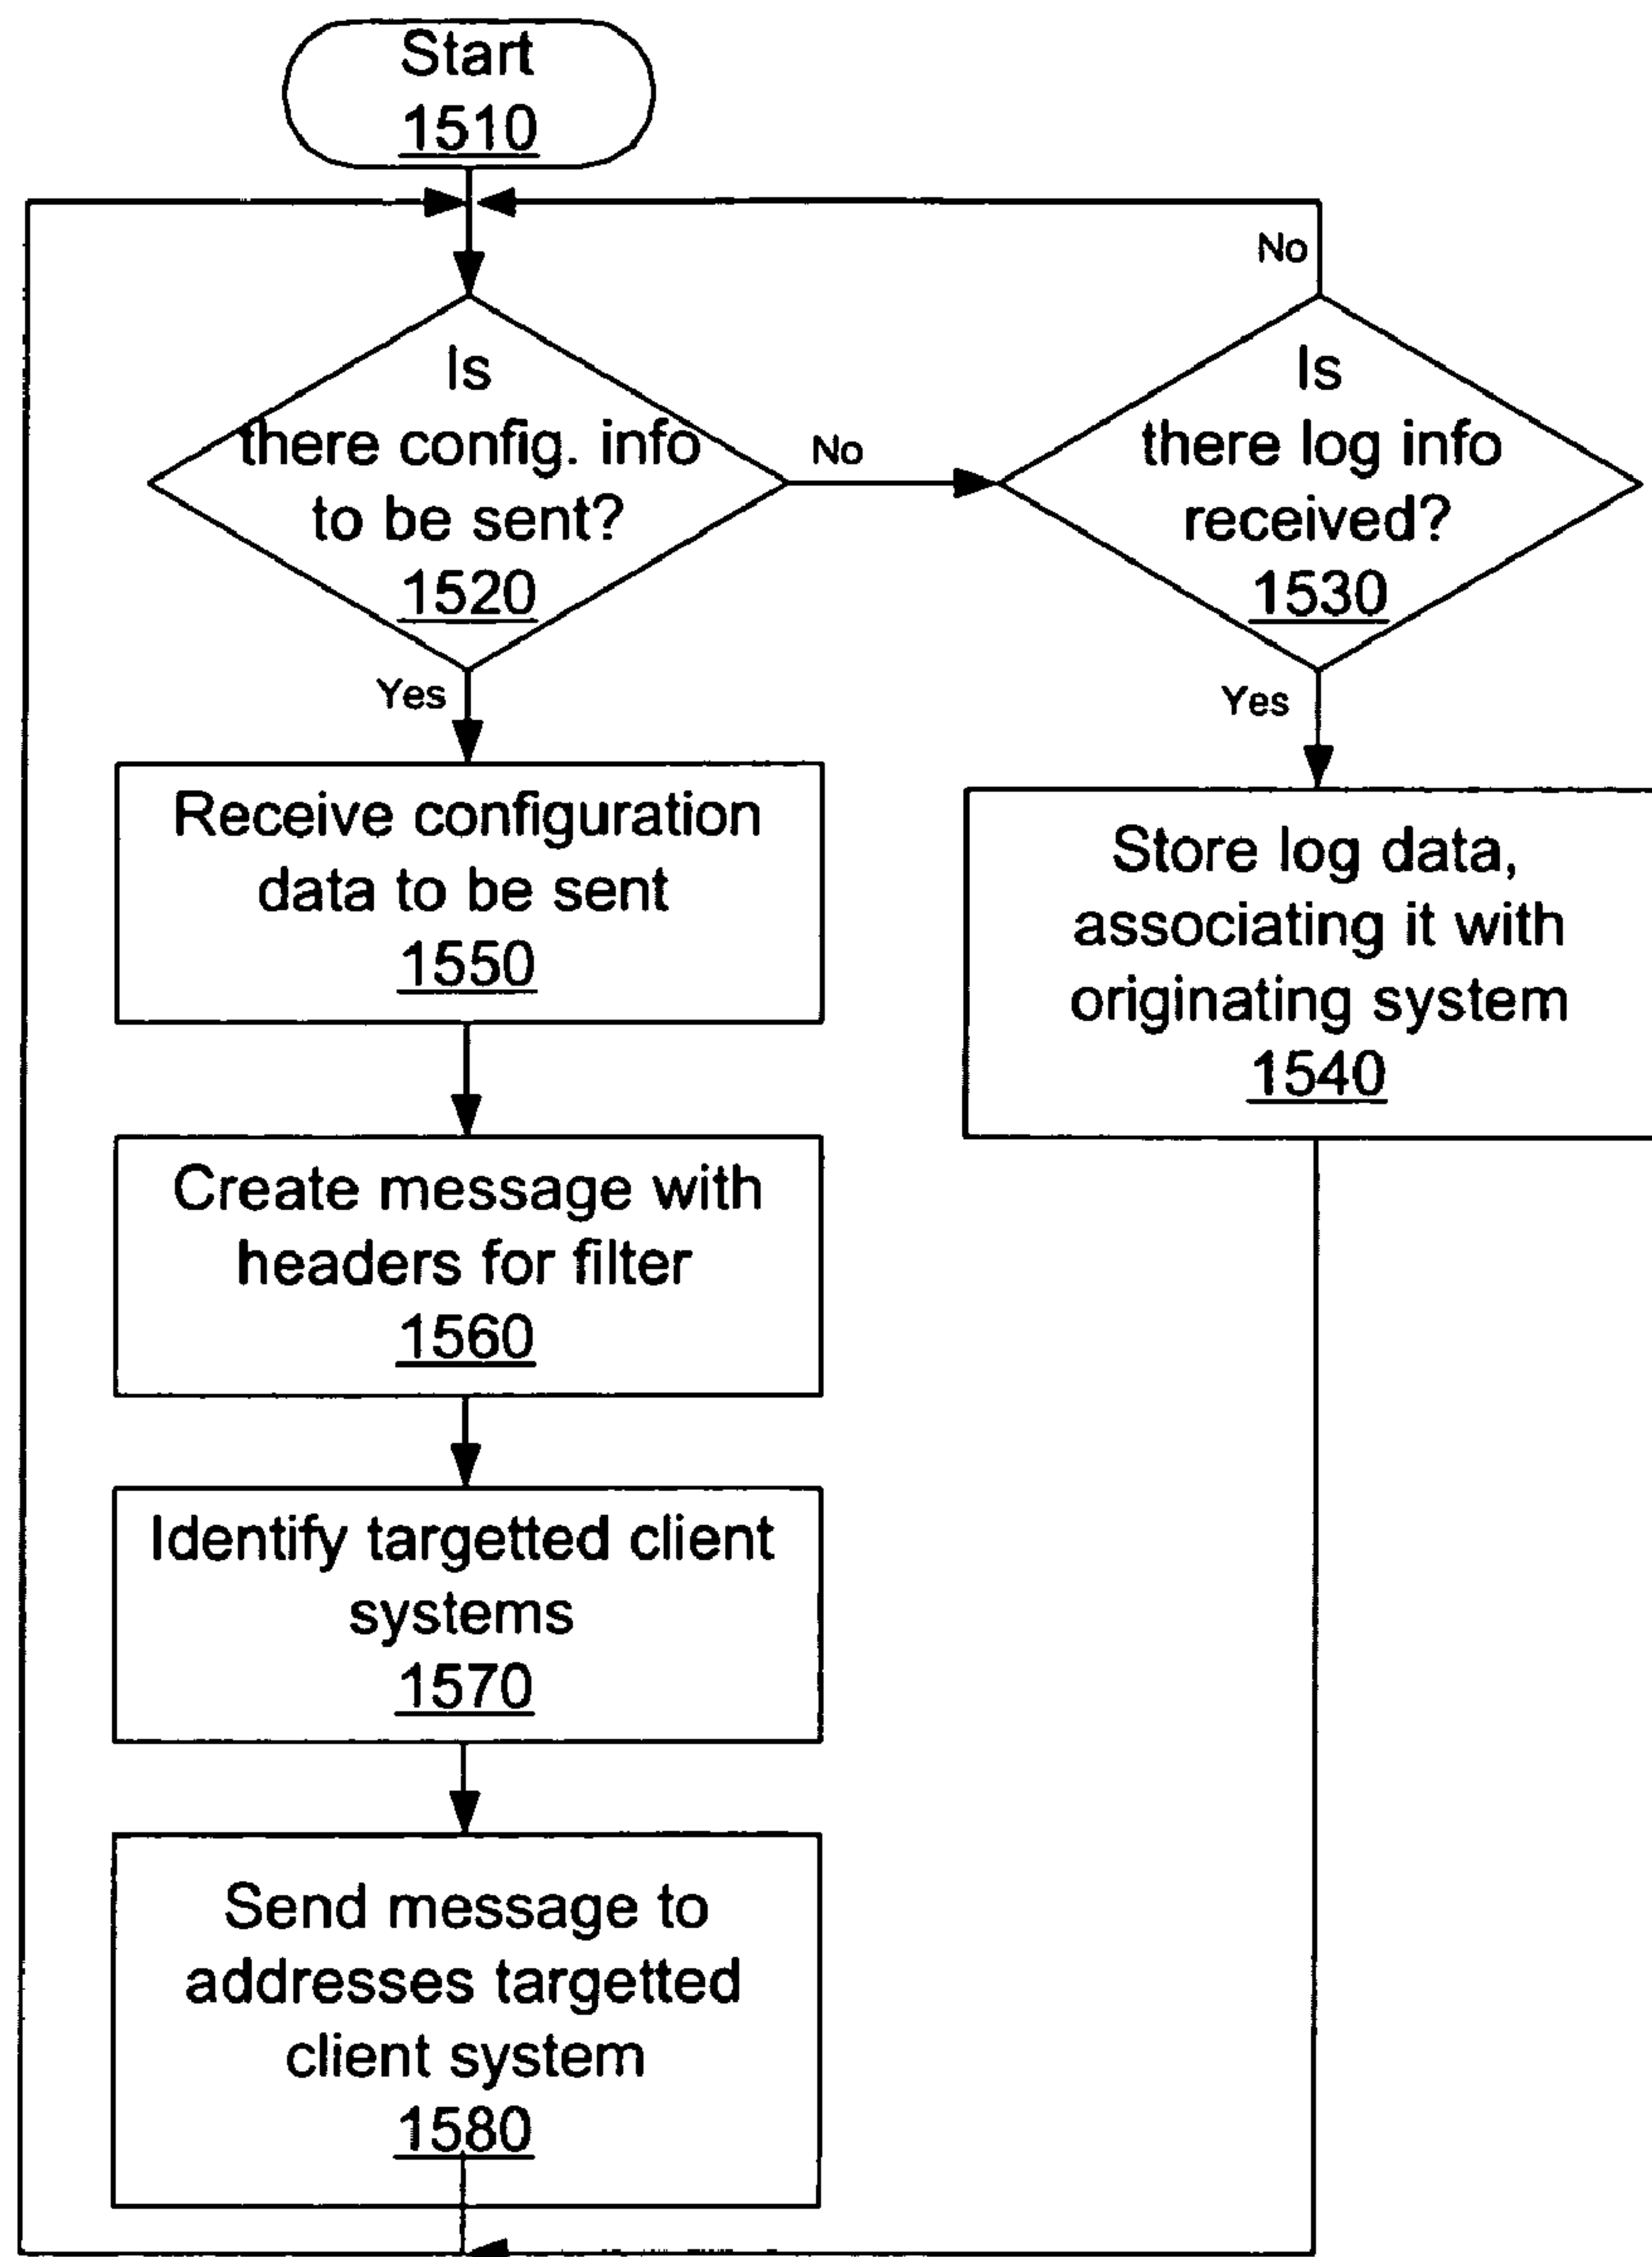 Start
1510
No
Is
there config. info
to be sent?
1520
No
Is
there log info
received?
1530
Yes
Yes
Receive configuration
data to be sent
1550
Store log data,
associating it with
originating system
1540
Create message with
headers for filter
1560
Identify targetted client
systems
1570
Send message to
addresses targetted
client system
1580